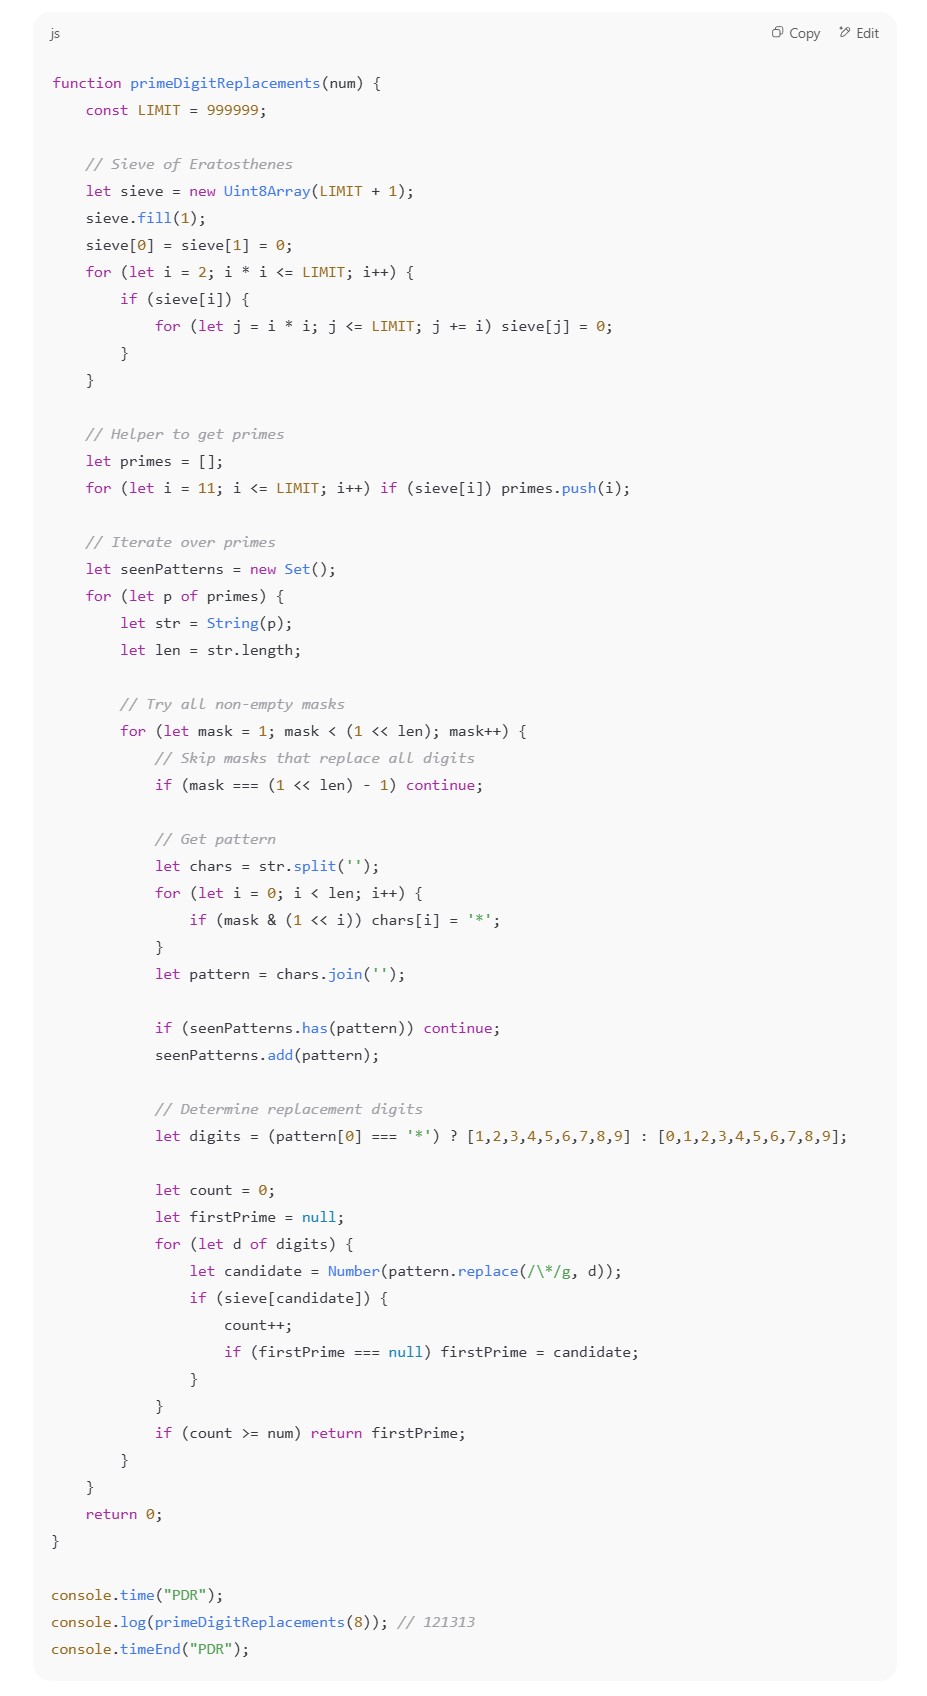 js
Copy
Edit
function primeDigitReplacements(num) {
    const LIMIT = 999999;

    // Sieve of Eratosthenes
    let sieve = new Uint8Array(LIMIT + 1);
    sieve.fill(1);
    sieve[0] = sieve[1] = 0;
    for (let i = 2; i * i <= LIMIT; i++) {
        if (sieve[i]) {
            for (let j = i * i; j <= LIMIT; j += i) sieve[j] = 0;
        }
    }

    // Helper to get primes
    let primes = [];
    for (let i = 11; i <= LIMIT; i++) if (sieve[i]) primes.push(i);

    // Iterate over primes
    let seenPatterns = new Set();
    for (let p of primes) {
        let str = String(p);
        let len = str.length;

        // Try all non-empty masks
        for (let mask = 1; mask < (1 << len); mask++) {
            // Skip masks that replace all digits
            if (mask === (1 << len) - 1) continue;

            // Get pattern
            let chars = str.split('');
            for (let i = 0; i < len; i++) {
                if (mask & (1 << i)) chars[i] = '*';
            }
            let pattern = chars.join('');

            if (seenPatterns.has(pattern)) continue;
            seenPatterns.add(pattern);

            // Determine replacement digits
            let digits = (pattern[0] === '*') ? [1,2,3,4,5,6,7,8,9] : [0,1,2,3,4,5,6,7,8,9];

            let count = 0;
            let firstPrime = null;
            for (let d of digits) {
                let candidate = Number(pattern.replace(/\*/g, d));
                if (sieve[candidate]) {
                    count++;
                    if (firstPrime === null) firstPrime = candidate;
                }
            }
            if (count >= num) return firstPrime;
        }
    }
    return 0;
}

console.time("PDR");
console.log(primeDigitReplacements(8)); // 121313
console.timeEnd("PDR");